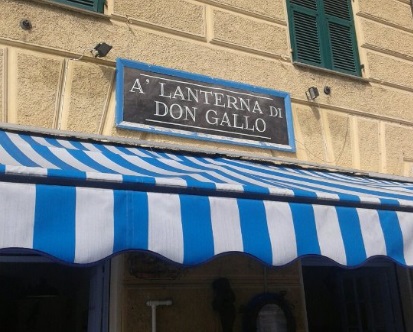 A' LANTERNA DI
DON GALLO